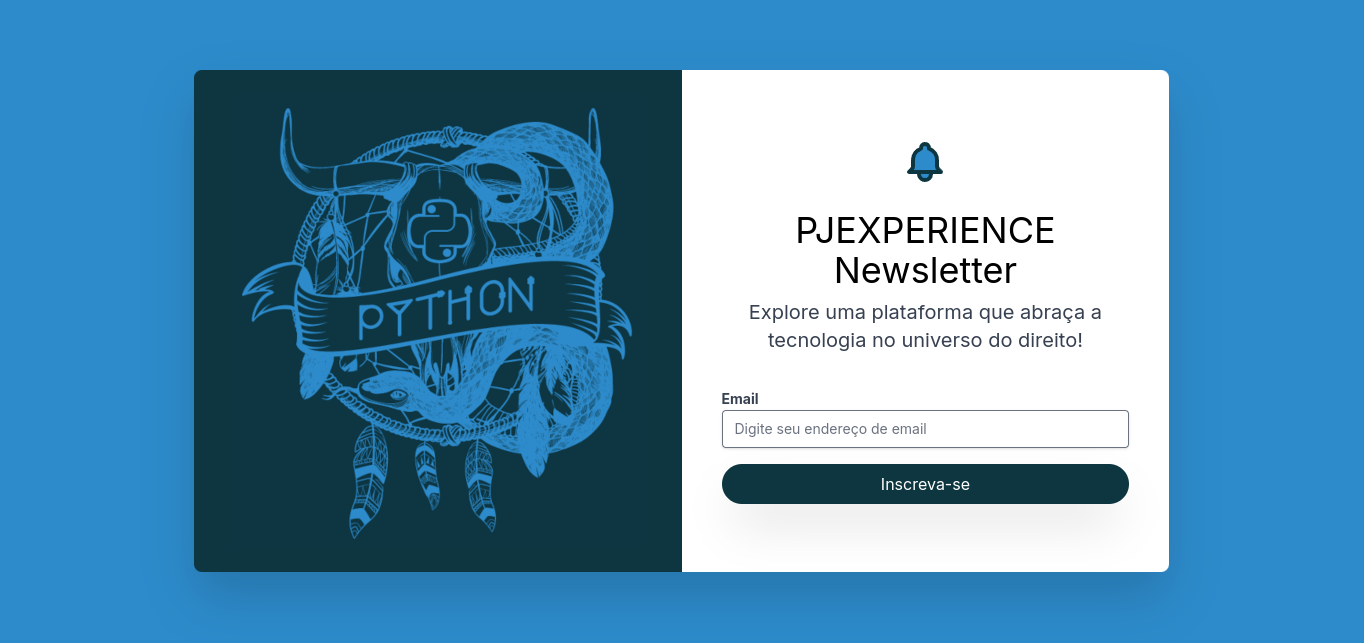 PYTHON
PJEXPERIENCE
Newsletter
Explore uma plataforma que abraça a
tecnologia no universo do direito!
Email
Digite seu endereço de email
Inscreva-se